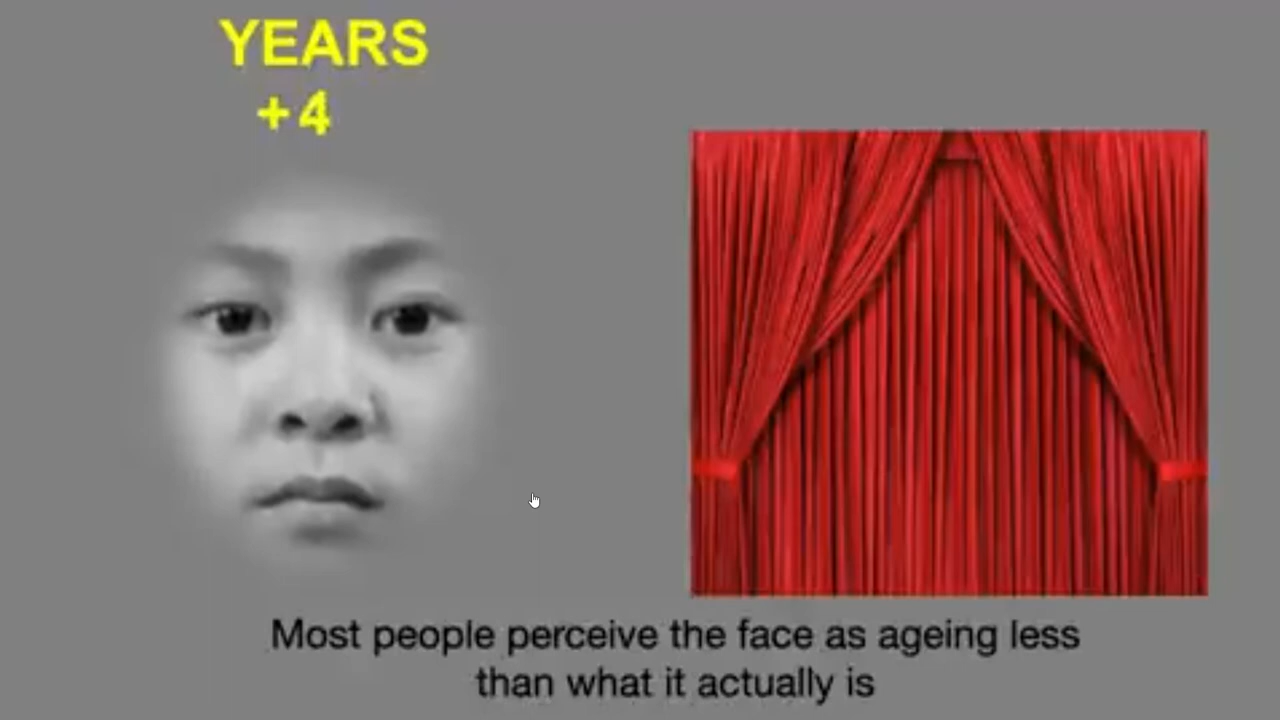 YEARS
+4
Most people perceive the face as ageing less
than what it actually is